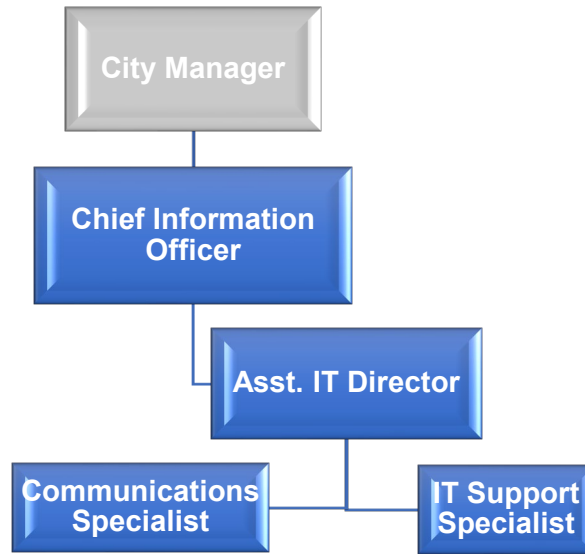 City Manager
Chief Information
Officer
Asst. IT Director
Communications
Specialist
IT Support
Specialist